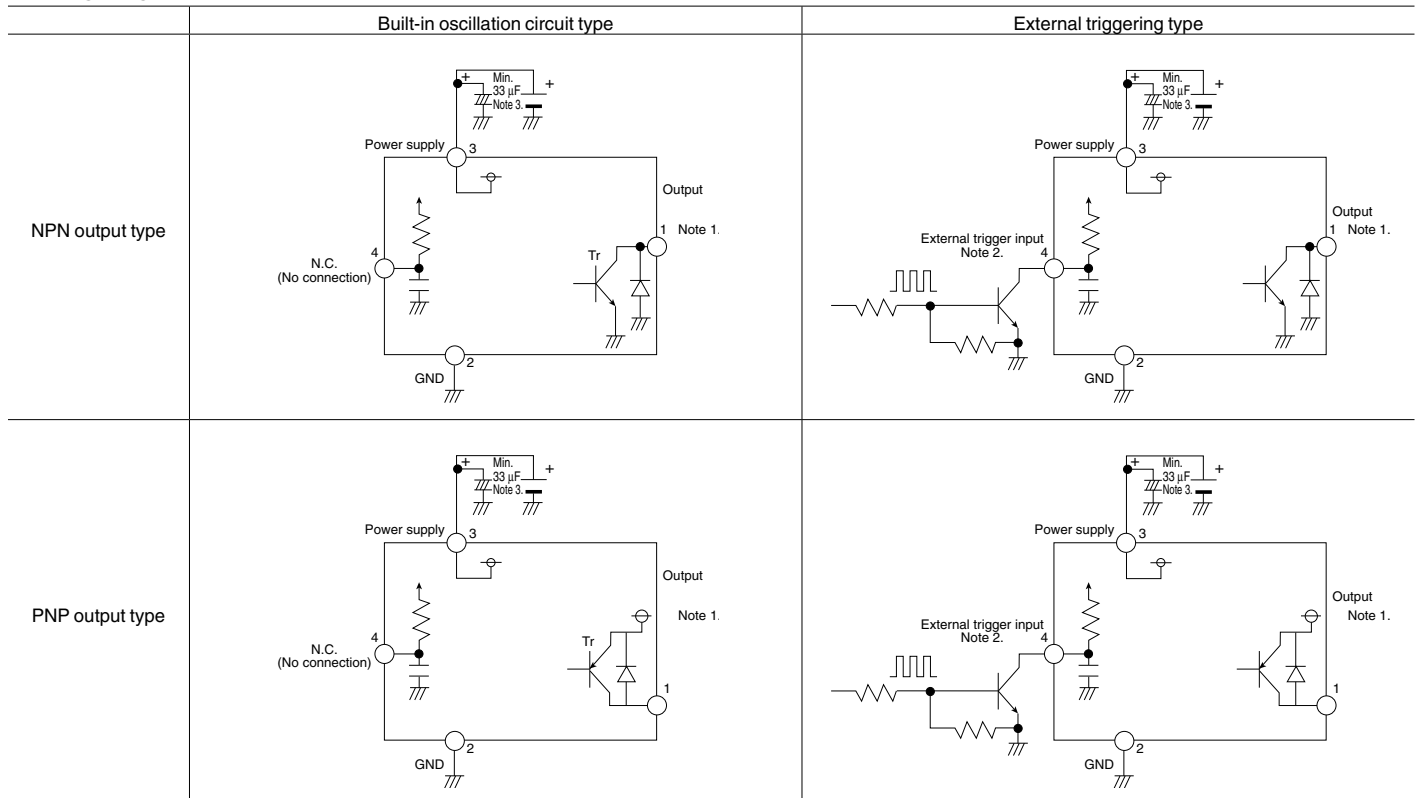 Built-in oscillation circuit type
External triggering type
NPN output type
+ Min. +
33 µF
Note 3.
Power supply 3
Output
1 Note 1.
Tr
4
N.C.
(No connection)
2
GND
+ Min. +
33 µF
Note 3.
Power supply 3
Output
1 Note 1.
External trigger input
Note 2.
4
2
GND
PNP output type
+ Min. +
33 µF
Note 3.
Power supply 3
Output
Note 1.
Tr
4
N.C.
(No connection)
1
2
GND
+ Min. +
33 µF
Note 3.
Power supply 3
Output
Note 1.
External trigger input
Note 2.
4
1
2
GND